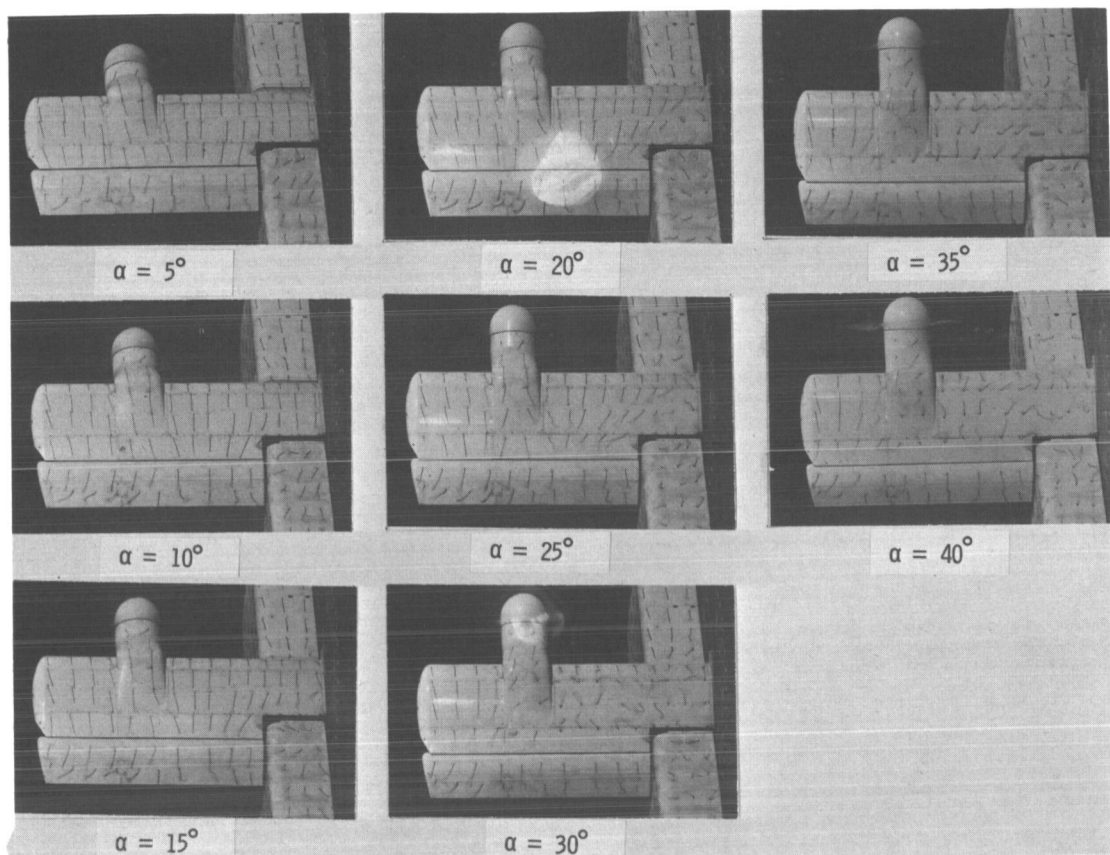 α = 5°
α = 20°
α = 35°
α = 10°
α = 25°
α = 40°
α = 15°
α = 30°